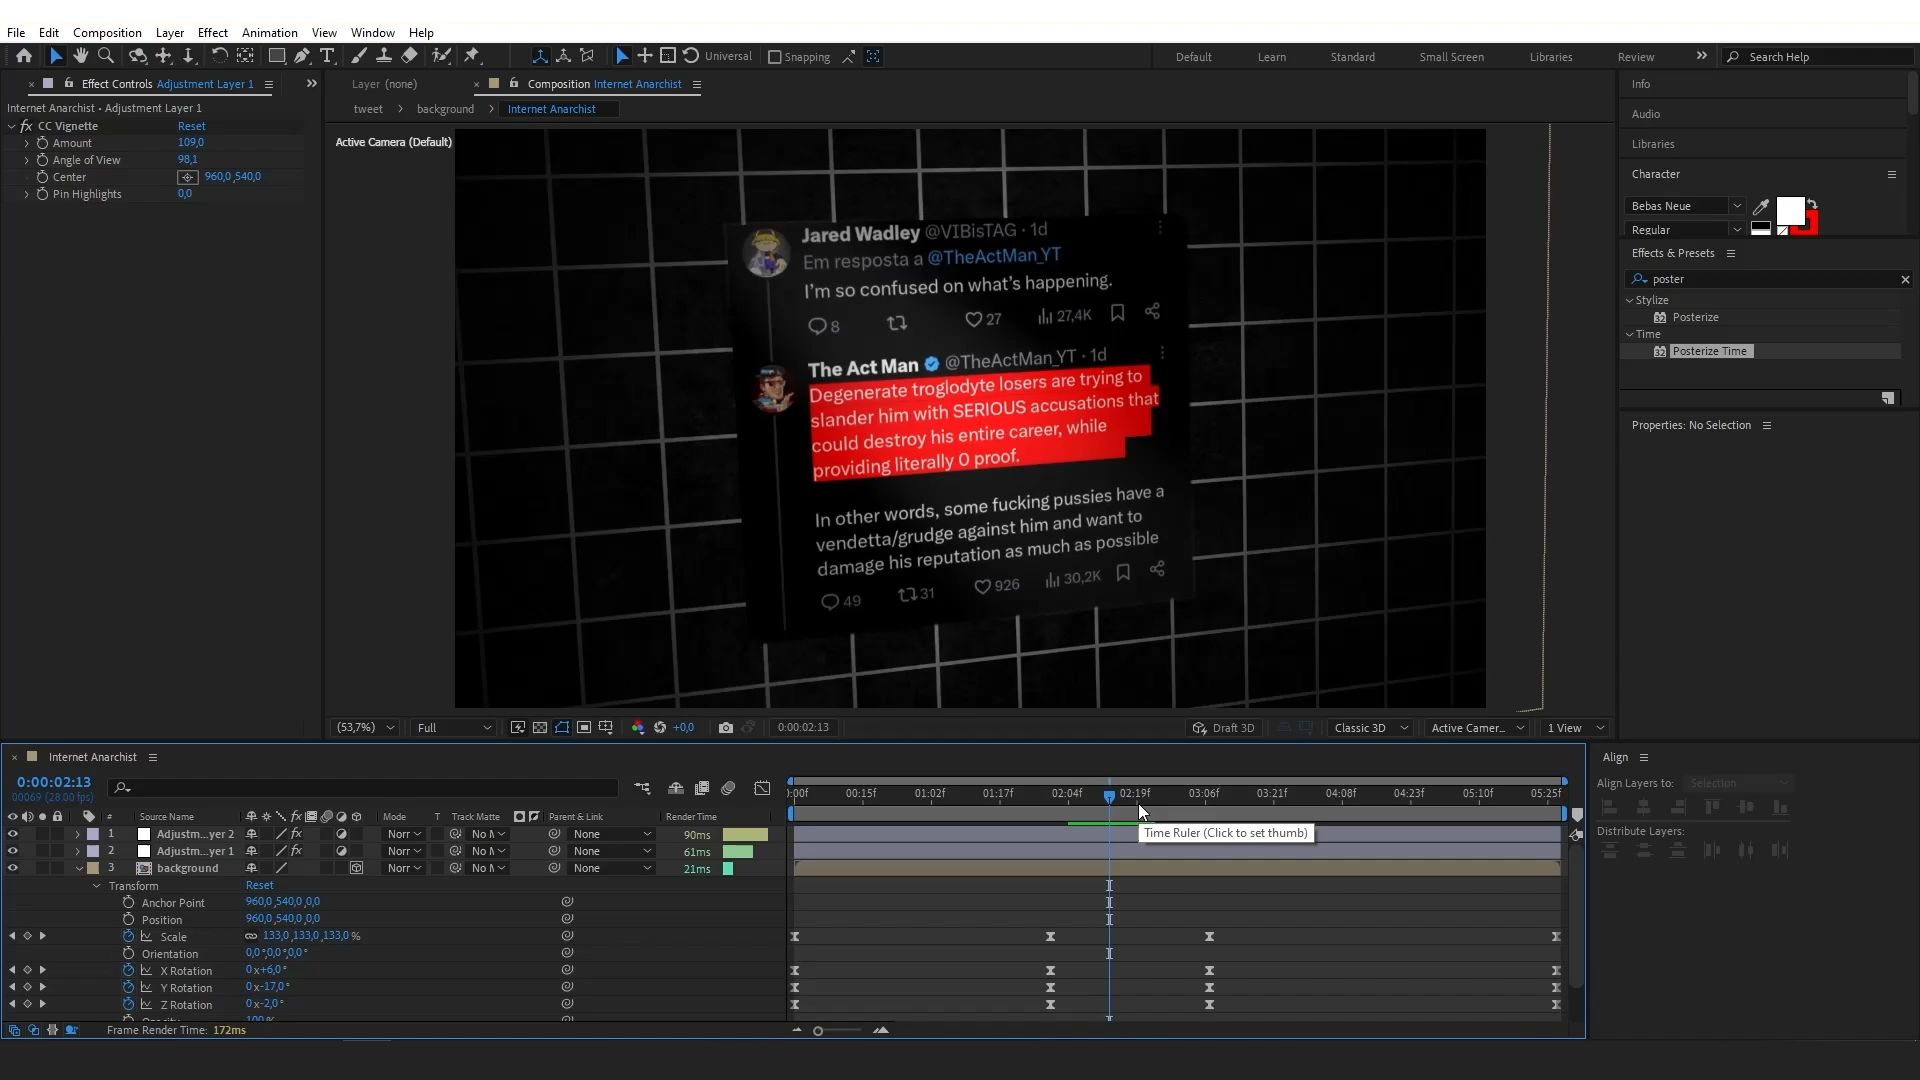 File Edit Composition Layer Effect Animation View Window Help
Universal Snapping Default Learn Standard Small Screen Libraries Review Search Help
Effect Controls Adjustment Layer 1
Internet Anarchist • Adjustment Layer 1
fx CC Vignette Reset
Amount 109,0
Angle of View 98,1
Center 960,0 ,540,0
Pin Highlights 0,0
Layer (none) Composition Internet Anarchist
tweet background Internet Anarchist
Active Camera (Default)
Jared Wadley @VIBisTAG · 1d
Em resposta a @TheActMan_YT
I'm so confused on what's happening.
8 27 27,4K
The Act Man @TheActMan_YT · 1d
Degenerate troglodyte losers are trying to
slander him with SERIOUS accusations that
could destroy his entire career, while
providing literally 0 proof.
In other words, some fucking pussies have a
vendetta/grudge against him and want to
damage his reputation as much as possible
49 31 926 30,2K
(53,7%) Full +0,0 0:00:02:13 Draft 3D Classic 3D Active Camer... 1 View
Info
Audio
Libraries
Character
Bebas Neue
Regular
Effects & Presets
poster
Stylize
32 Posterize
Time
32 Posterize Time
Properties: No Selection
Internet Anarchist
0:00:02:13
00069 (28.00 fps)
:00f 00:15f 01:02f 01:17f 02:04f 02:19f 03:06f 03:21f 04:08f 04:23f 05:10f 05:25f
# Source Name fx Mode T Track Matte Parent & Link Render Time
1 Adjustm...yer 2 fx Norr None 90ms
2 Adjustm...yer 1 fx Norr None 61ms
3 background Norr None 21ms
Time Ruler (Click to set thumb)
Transform Reset
Anchor Point 960,0 ,540,0 ,0,0
Position 960,0 ,540,0 ,0,0
Scale 133,0 ,133,0 ,133,0 %
Orientation 0,0 °,0,0 °,0,0 °
X Rotation 0 x+6,0 °
Y Rotation 0 x-17,0 °
Z Rotation 0 x-2,0 °
Frame Render Time: 172ms
Align
Align Layers to: Selection
Distribute Layers: